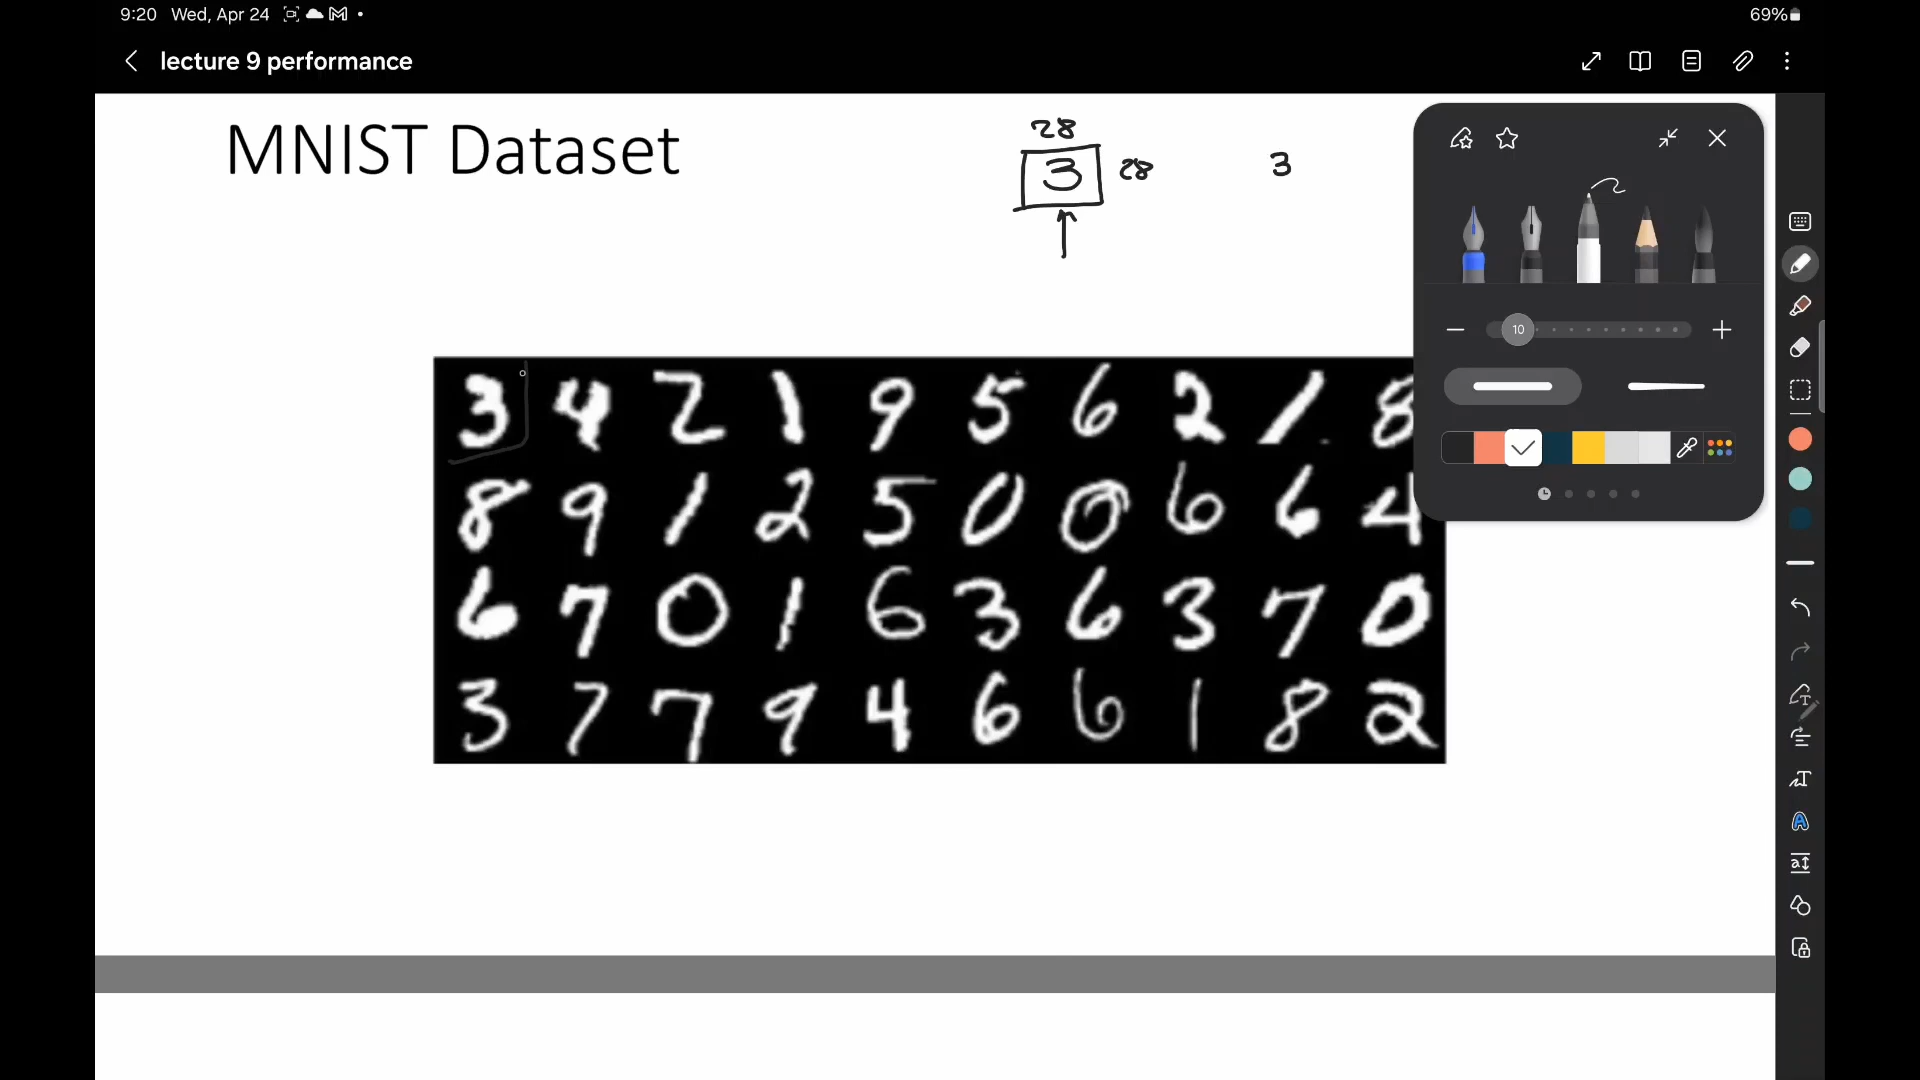 9:20 Wed, Apr 24
69%
lecture 9 performance
MNIST Dataset
28
3 28 3
10
3 4 2 1 9 5 6 2 1 8
8 9 1 2 5 0 0 6 6 4
6 7 0 1 6 3 6 3 7 0
3 7 7 9 4 6 6 1 8 2